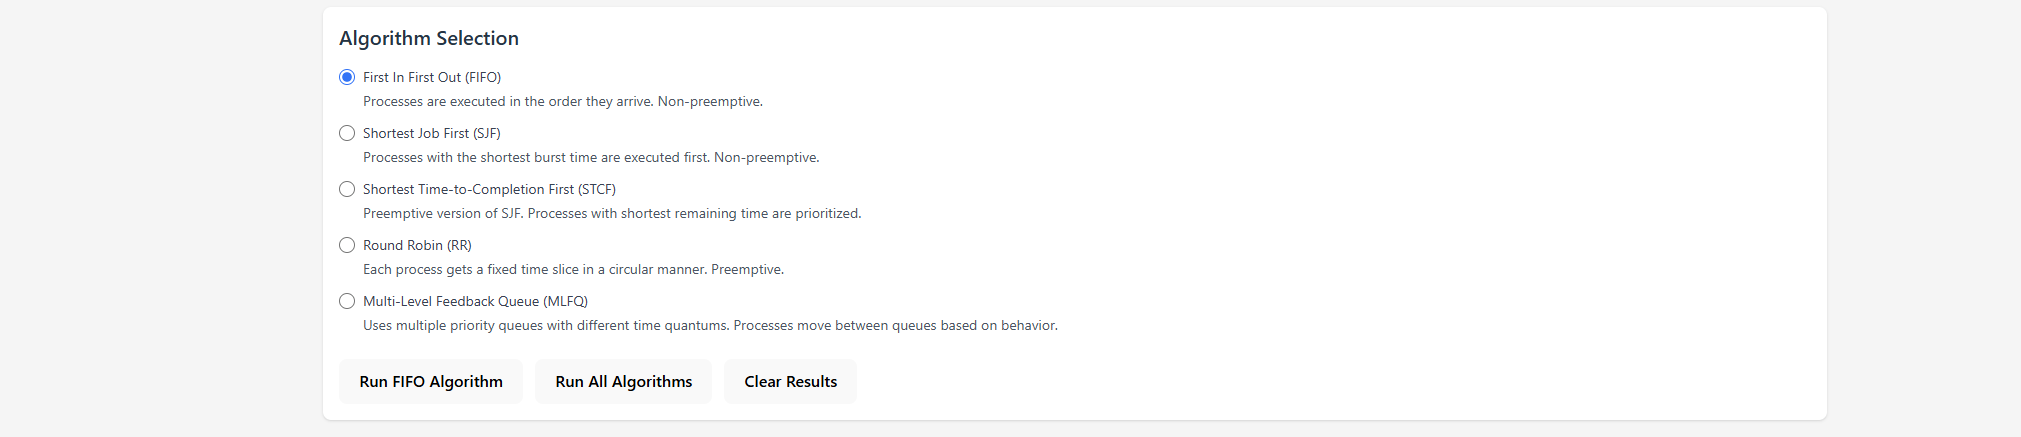 Algorithm Selection
First In First Out (FIFO)
Processes are executed in the order they arrive. Non-preemptive.
Shortest Job First (SJF)
Processes with the shortest burst time are executed first. Non-preemptive.
Shortest Time-to-Completion First (STCF)
Preemptive version of SJF. Processes with shortest remaining time are prioritized.
Round Robin (RR)
Each process gets a fixed time slice in a circular manner. Preemptive.
Multi-Level Feedback Queue (MLFQ)
Uses multiple priority queues with different time quantums. Processes move between queues based on behavior.
Run FIFO Algorithm Run All Algorithms Clear Results